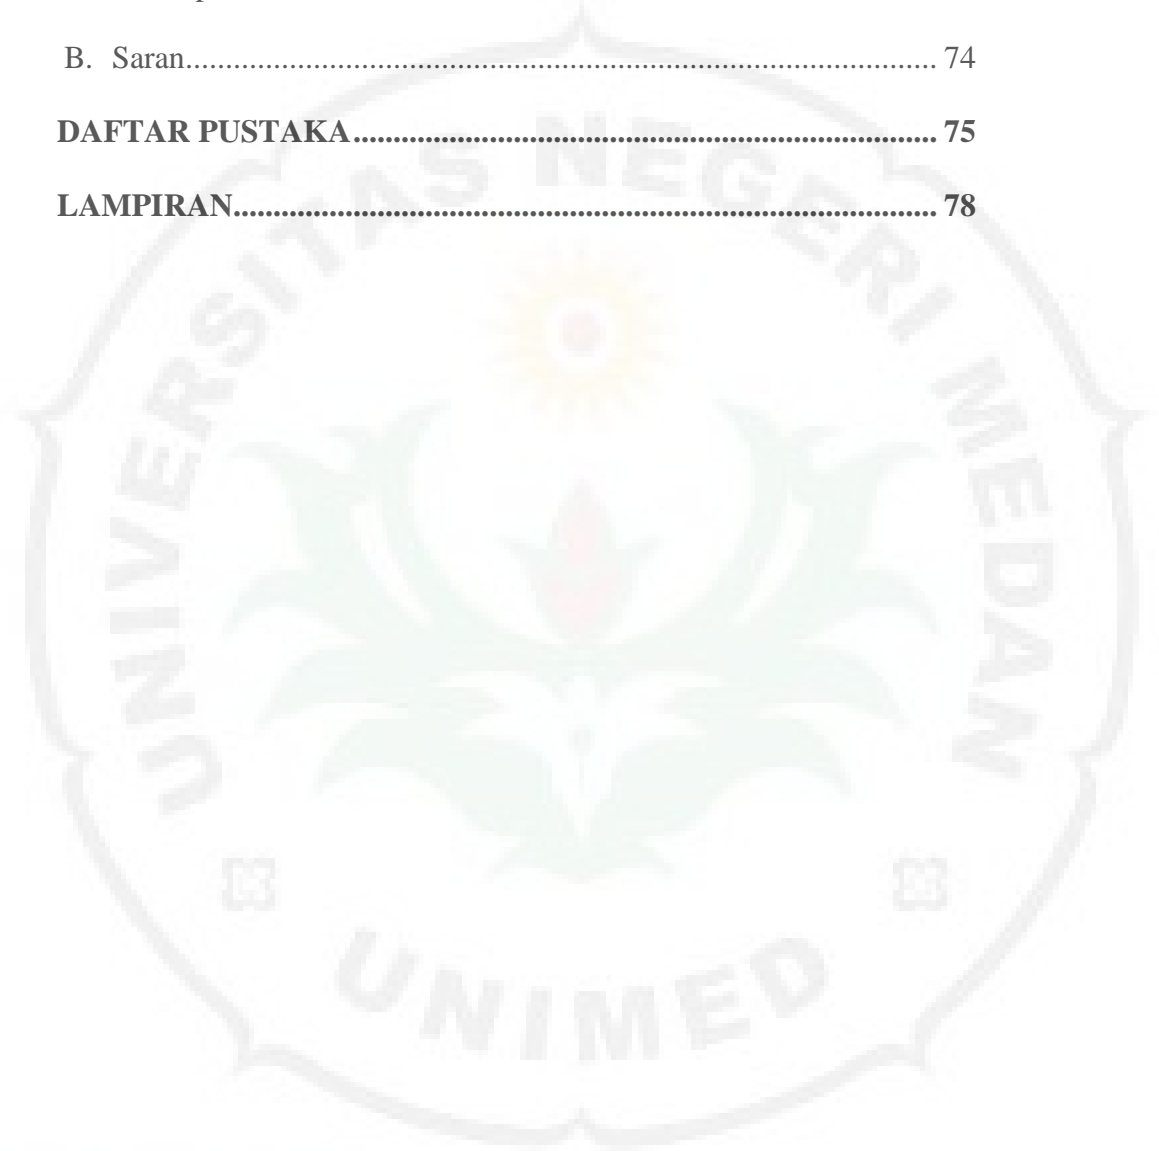 B. Saran.............................................................................................. 74
DAFTAR PUSTAKA......................................................................... 75
LAMPIRAN........................................................................................ 78
UNIVERSITAS NEGERI MEDAN
UNIMED